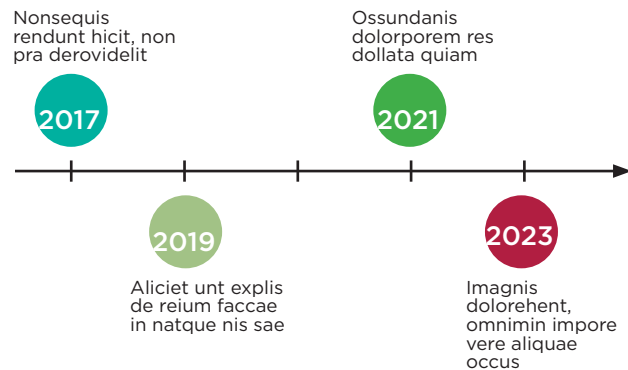 Nonsequis
rendunt hicit, non
pra derovidelit
2017
Aliciet unt explis
de reium faccae
in natque nis sae
2019
Ossundanis
dolorporem res
dollata quiam
2021
2023
Imagnis
dolorehent,
omnimin impore
vere aliquae
occus